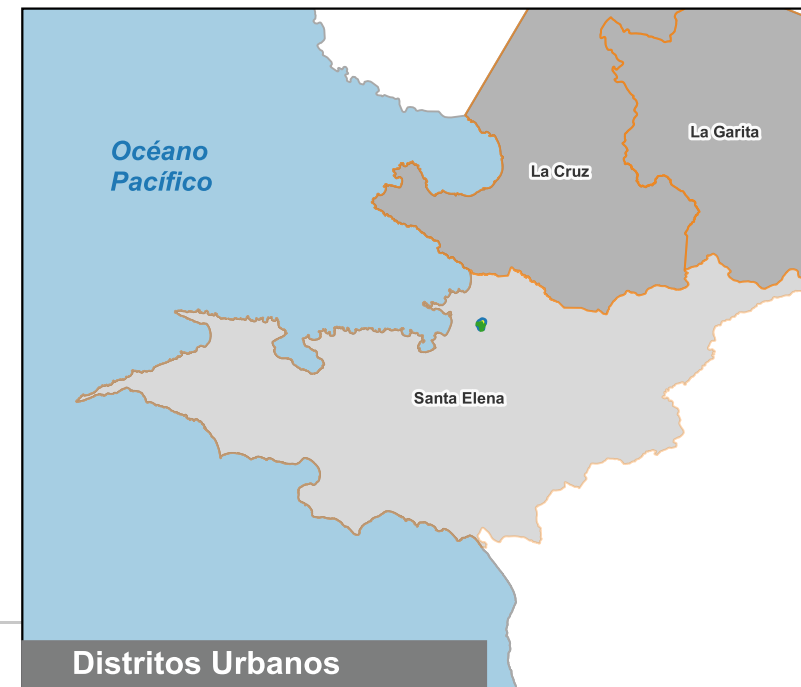 La Garita
Océano
Pacífico
La Cruz
Santa Elena
Distritos Urbanos